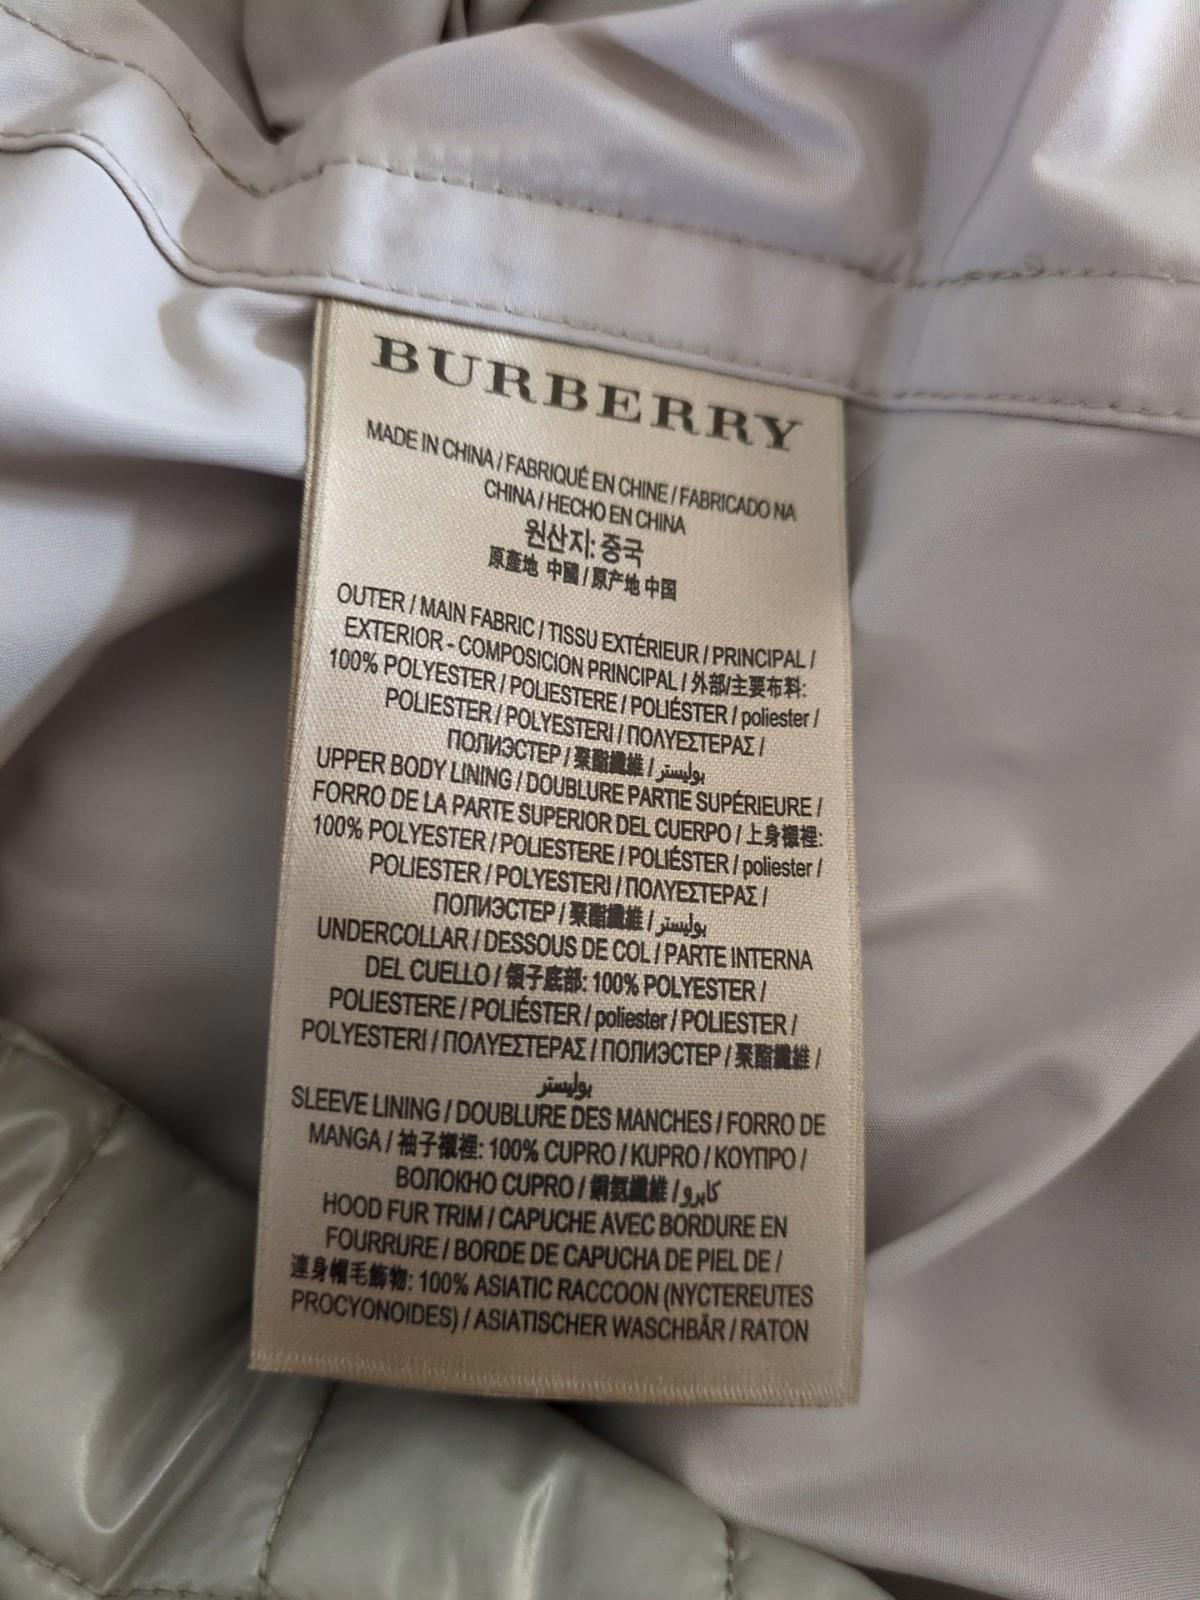 BURBERRY
MADE IN CHINA / FABRIQUÉ EN CHINE / FABRICADO NA
CHINA / HECHO EN CHINA
원산지: 중국
原產地 中國 / 原产地 中国
OUTER / MAIN FABRIC / TISSU EXTÉRIEUR / PRINCIPAL /
EXTERIOR - COMPOSICION PRINCIPAL / 外部/主要布料:
100% POLYESTER / POLIESTERE / POLIÉSTER / poliester /
POLIESTER / POLYESTERI / ΠΟΛΥΕΣΤΕΡΑΣ /
ПОЛИЭСТЕР / 聚酯纖維 / بوليستر
UPPER BODY LINING / DOUBLURE PARTIE SUPÉRIEURE /
FORRO DE LA PARTE SUPERIOR DEL CUERPO / 上身襯裡:
100% POLYESTER / POLIESTERE / POLIÉSTER / poliester /
POLIESTER / POLYESTERI / ΠΟΛΥΕΣΤΕΡΑΣ /
ПОЛИЭСТЕР / 聚酯纖維 / بوليستر
UNDERCOLLAR / DESSOUS DE COL / PARTE INTERNA
DEL CUELLO / 領子底部: 100% POLYESTER /
POLIESTERE / POLIÉSTER / poliester / POLIESTER /
POLYESTERI / ΠΟΛΥΕΣΤΕΡΑΣ / ПОЛИЭСТЕР / 聚酯纖維 /
بوليستر
SLEEVE LINING / DOUBLURE DES MANCHES / FORRO DE
MANGA / 袖子襯裡: 100% CUPRO / KUPRO / ΚΟΥΠΡΟ /
ВОЛОКНО CUPRO / 銅氨纖維 / كابرو
HOOD FUR TRIM / CAPUCHE AVEC BORDURE EN
FOURRURE / BORDE DE CAPUCHA DE PIEL DE /
連身帽毛飾物: 100% ASIATIC RACCOON (NYCTEREUTES
PROCYONOIDES) / ASIATISCHER WASCHBÄR / RATON